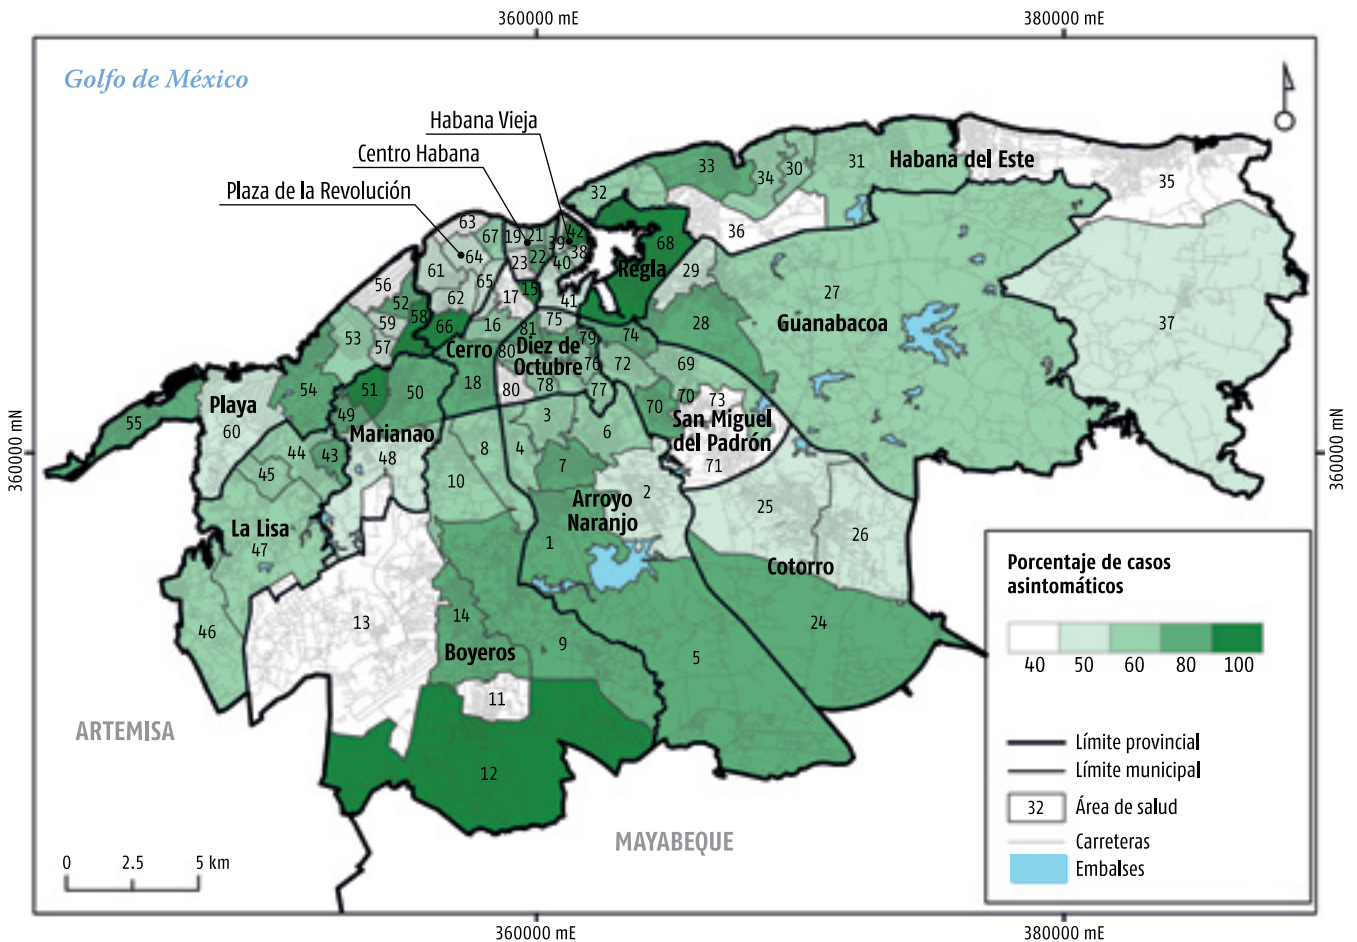 360000 mE
380000 mE
Golfo de México
Habana Vieja
Centro Habana
Plaza de la Revolución
Habana del Este
33
34
30
31
35
32
36
63
67
19
21
39
42
38
68
64
23
22
40
Regla
29
61
56
65
15
27
62
17
41
52
59
58
66
16
75
28
Guanabacoa
37
53
57
Cerro
81
79
74
80
Diez de
Octubre
76
72
69
54
51
50
18
80
78
77
70
70
73
55
Playa
60
49
Marianao
3
6
San Miguel
del Padrón
71
44
43
48
8
4
7
45
10
2
25
Arroyo
Naranjo
La Lisa
47
1
26
Cotorro
46
13
14
Boyeros
9
5
24
11
12
ARTEMISA
MAYABEQUE
360000 mN
360000 mN
Porcentaje de casos
asintomáticos
40 50 60 80 100
Límite provincial
Límite municipal
32 Área de salud
Carreteras
Embalses
0 2.5 5 km
360000 mE
380000 mE